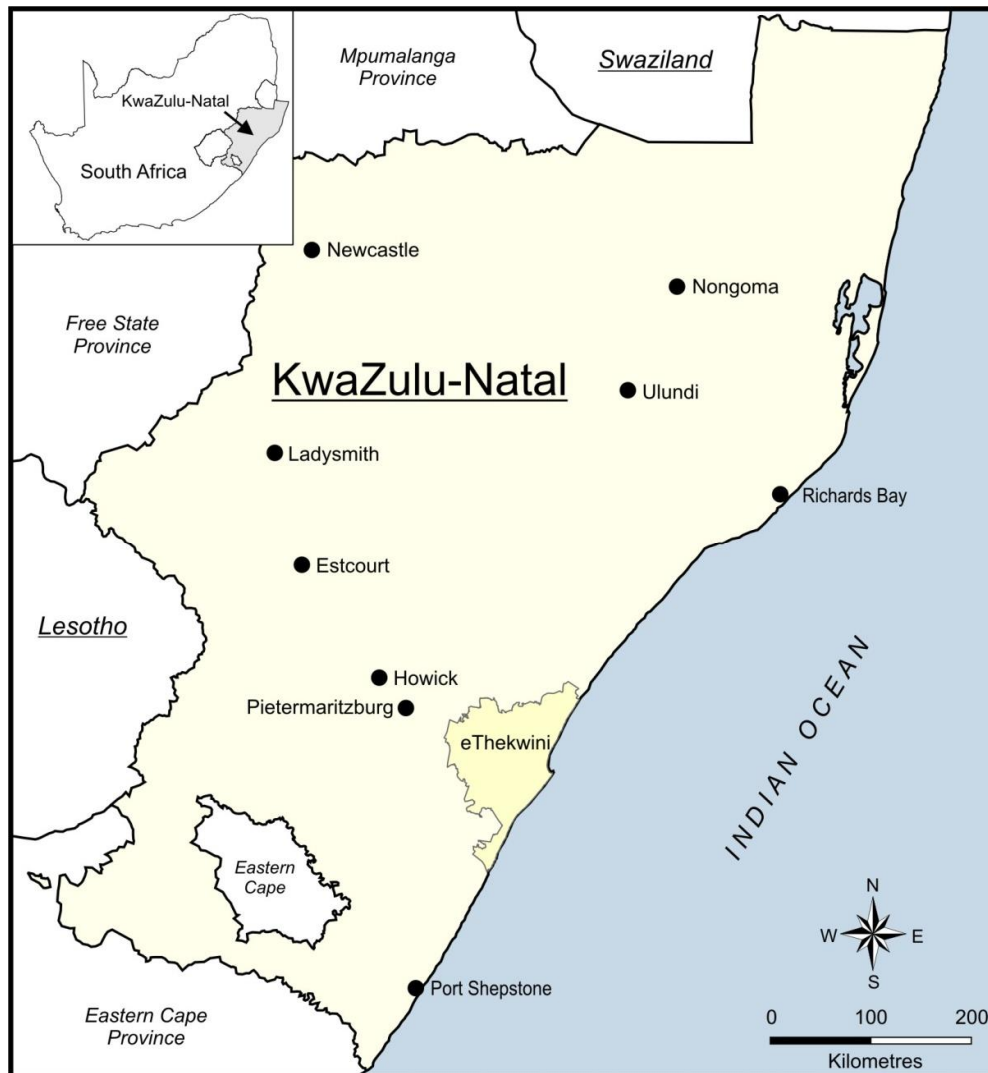 KwaZulu-Natal
South Africa
Mpumalanga
Province
Swaziland
Newcastle
Nongoma
Free State
Province
KwaZulu-Natal
Ulundi
Ladysmith
Richards Bay
Estcourt
Lesotho
Howick
Pietermaritzburg
eThekwini
INDIAN OCEAN
Eastern
Cape
N
W E
S
Port Shepstone
Eastern Cape
Province
0 100 200
Kilometres